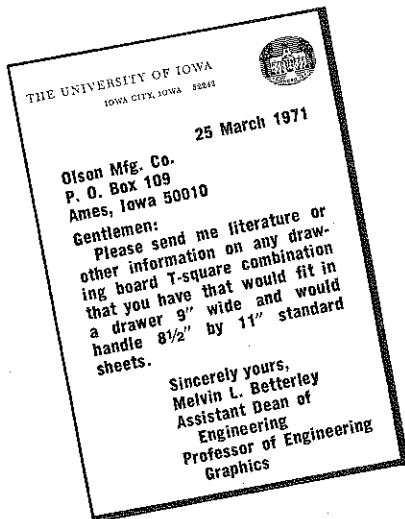 THE UNIVERSITY OF IOWA
IOWA CITY, IOWA 52242
25 March 1971
Olson Mfg. Co.
P. O. Box 109
Ames, Iowa 50010
Gentlemen:
Please send me literature or
other information on any draw-
ing board T-square combination
that you have that would fit in
a drawer 9″ wide and would
handle 8½″ by 11″ standard
sheets.
Sincerely yours,
Melvin L. Betterley
Assistant Dean of
Engineering
Professor of Engineering
Graphics